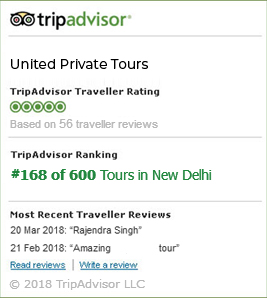 tripadvisor®
United Private Tours
TripAdvisor Traveller Rating
Based on 56 traveller reviews
TripAdvisor Ranking
#168 of 600 Tours in New Delhi
Most Recent Traveller Reviews
20 Mar 2018: “Rajendra Singh”
21 Feb 2018: “Amazing tour”
Read reviews | Write a review
© 2018 TripAdvisor LLC